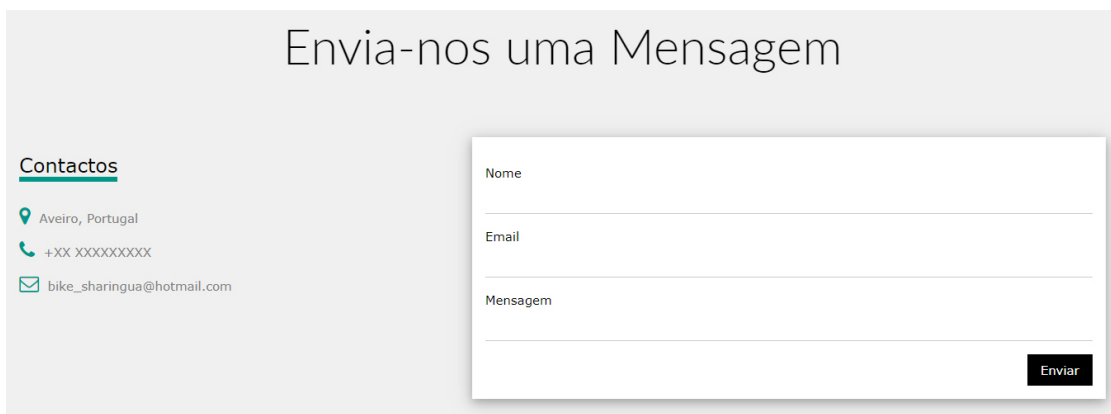 Envia-nos uma Mensagem
Contactos
Aveiro, Portugal
+XX XXXXXXXXX
bike_sharingua@hotmail.com
Nome
Email
Mensagem
Enviar